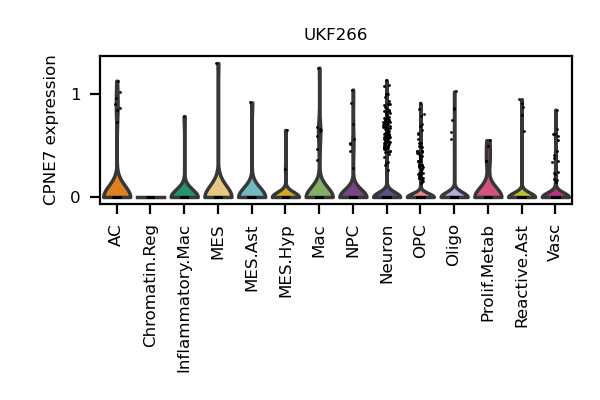 UKF266
CPNE7 expression
1
0
AC
Chromatin.Reg
Inflammatory.Mac
MES
MES.Ast
MES.Hyp
Mac
NPC
Neuron
OPC
Oligo
Prolif.Metab
Reactive.Ast
Vasc